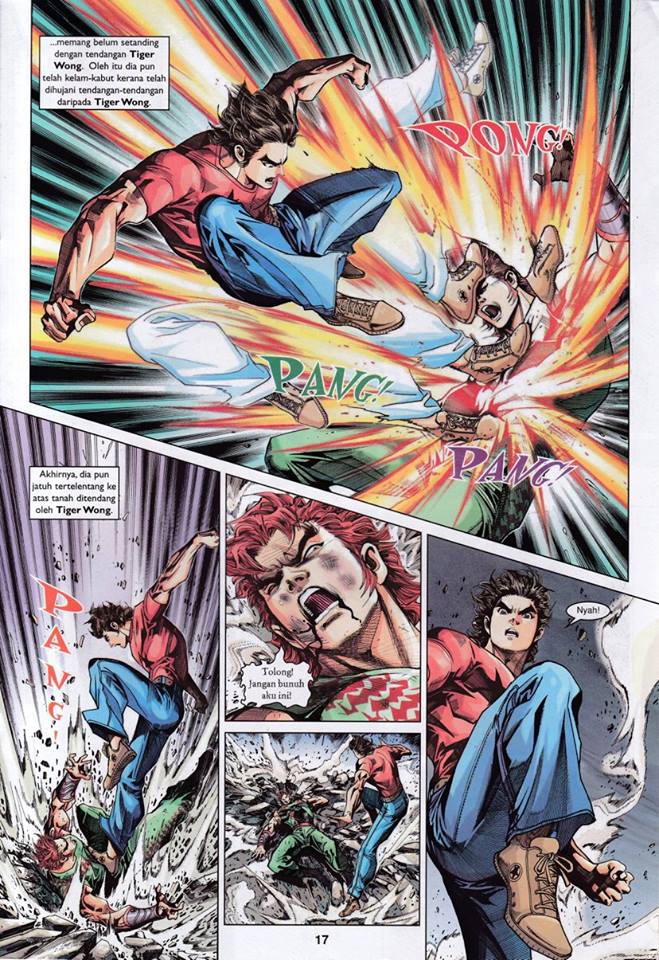 ...memang belum setanding
dengan tendangan Tiger
Wong. Oleh itu dia pun
telah kelam-kabut kerana telah
dihujani tendangan-tendangan
daripada Tiger Wong.
PONG!
PANG!
PANG!
Akhirnya, dia pun
jatuh tertelentang ke
atas tanah ditendang
oleh Tiger Wong.
PANG!
Tolong!
Jangan bunuh
aku ini!
Nyah!
17